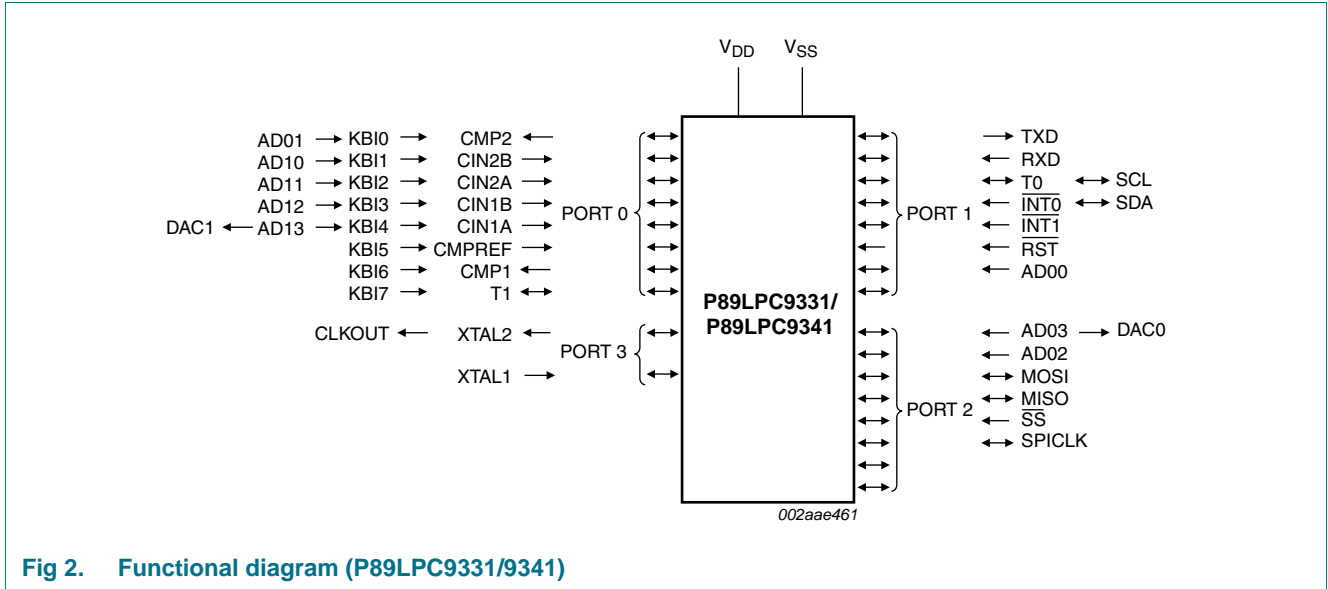 VDD VSS
AD01 KBI0 CMP2 TXD
AD10 KBI1 CIN2B RXD
AD11 KBI2 CIN2A T0 SCL
AD12 KBI3 CIN1B PORT 0 PORT 1 INT0 SDA
DAC1 AD13 KBI4 CIN1A INT1
KBI5 CMPREF RST
KBI6 CMP1 AD00
KBI7 T1
P89LPC9331/
P89LPC9341
CLKOUT XTAL2 AD03 DAC0
PORT 3 AD02
XTAL1 MOSI
MISO
PORT 2 SS
SPICLK
002aae461
Fig 2. Functional diagram (P89LPC9331/9341)